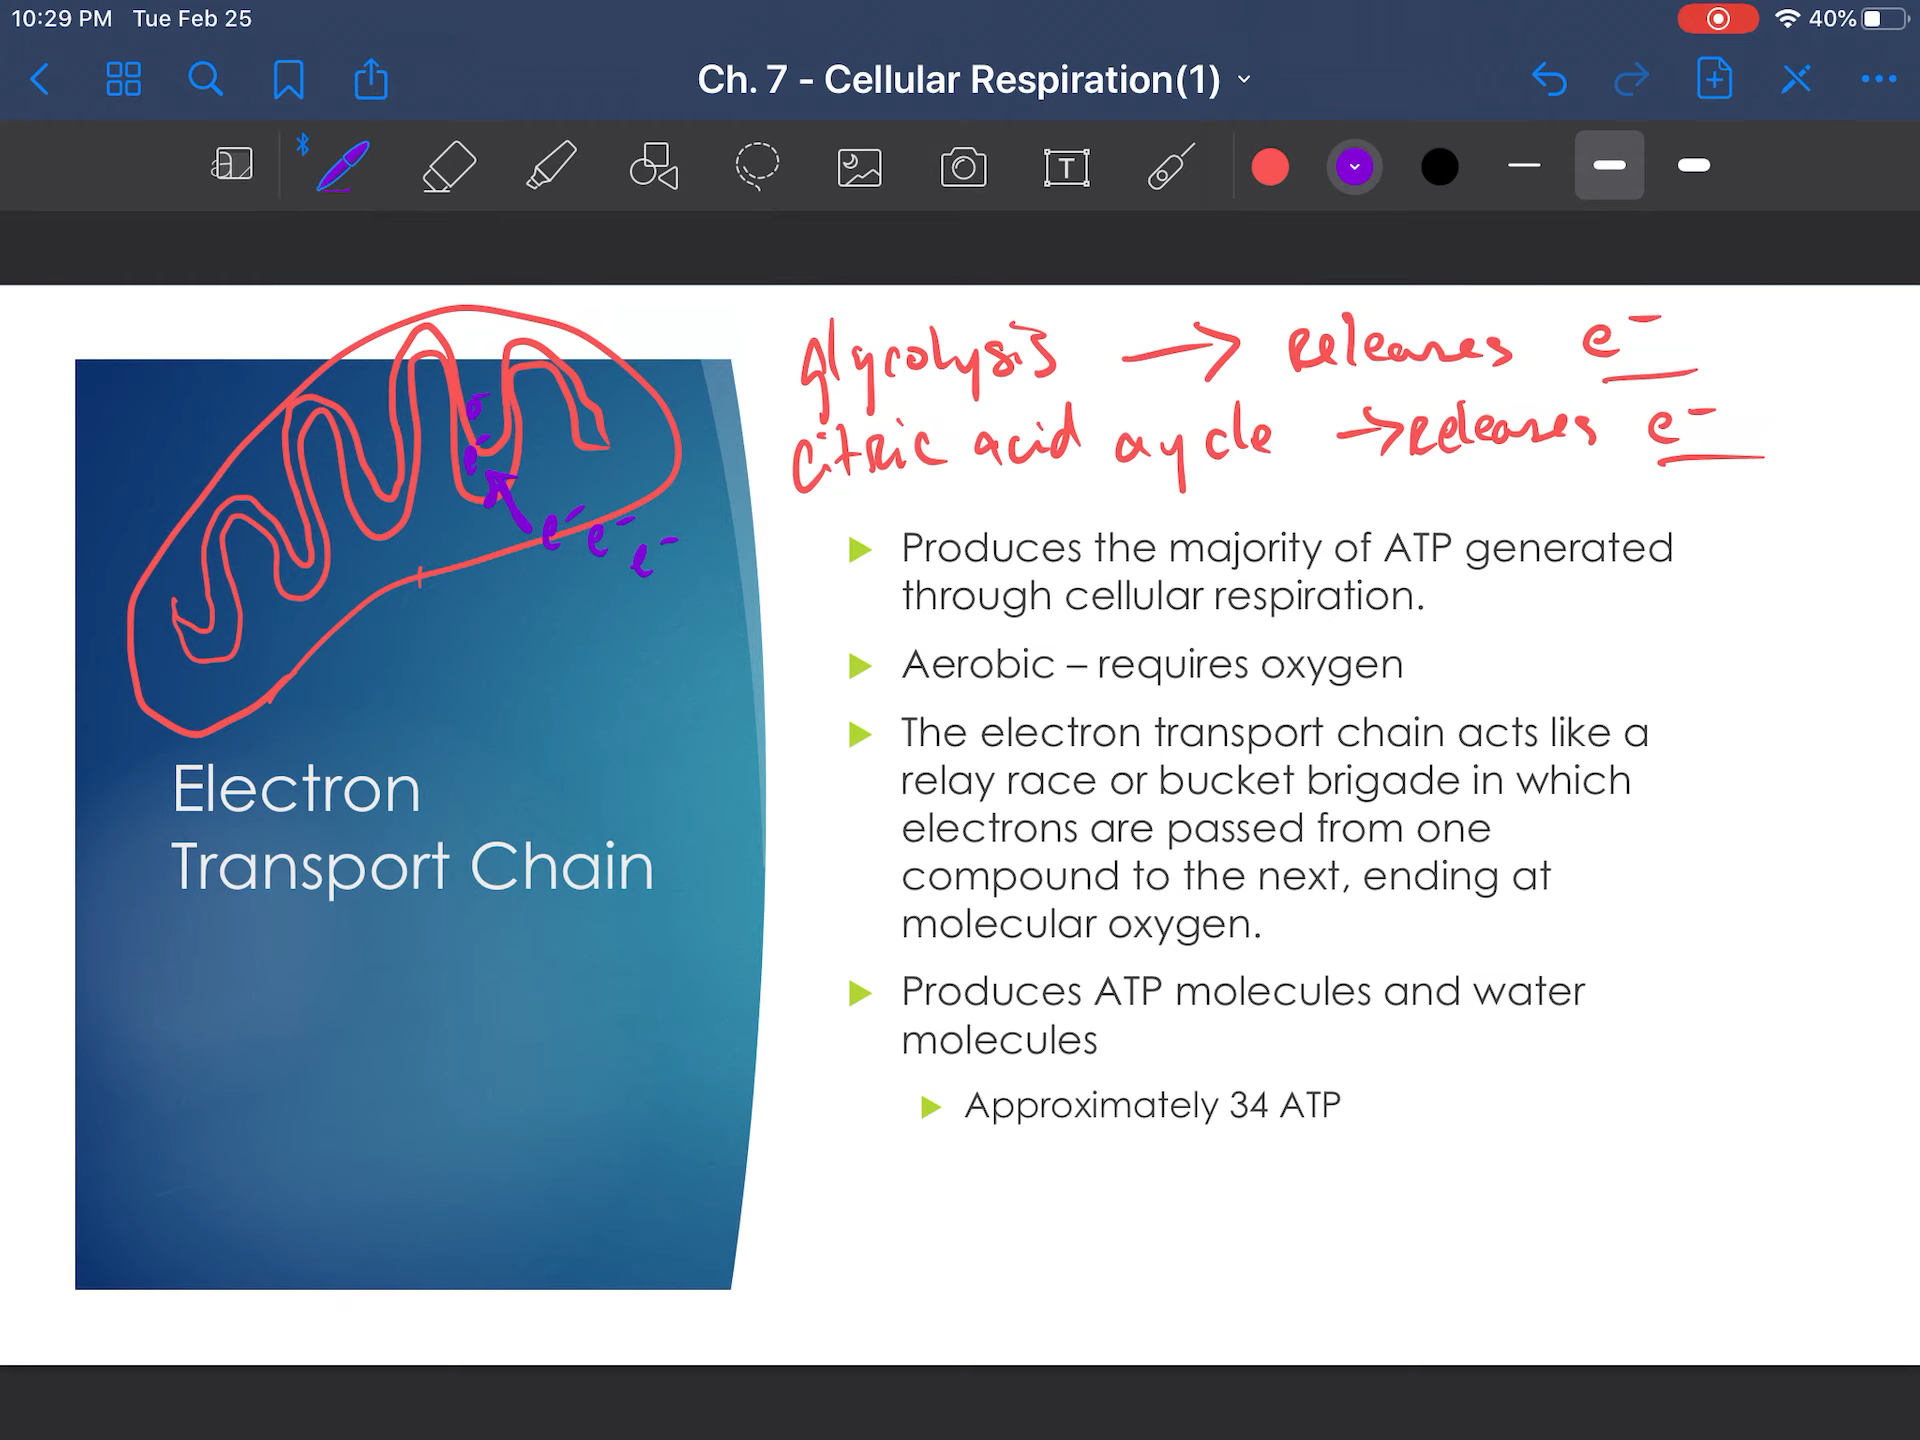 10:29 PM Tue Feb 25
40%
Ch. 7 - Cellular Respiration(1)
T
glycolysis → releases e⁻
citric acid aycle → releases e⁻
e⁻
e⁻
e⁻ e⁻ e⁻
Electron
Transport Chain
Produces the majority of ATP generated
through cellular respiration.
Aerobic – requires oxygen
The electron transport chain acts like a
relay race or bucket brigade in which
electrons are passed from one
compound to the next, ending at
molecular oxygen.
Produces ATP molecules and water
molecules
Approximately 34 ATP